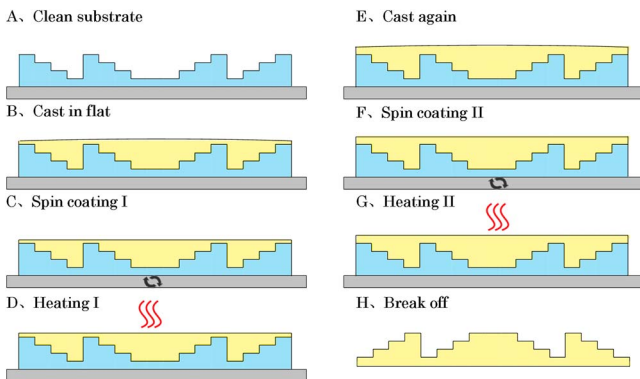 A、Clean substrate
B、Cast in flat
C、Spin coating I
D、Heating I
E、Cast again
F、Spin coating II
G、Heating II
H、Break off